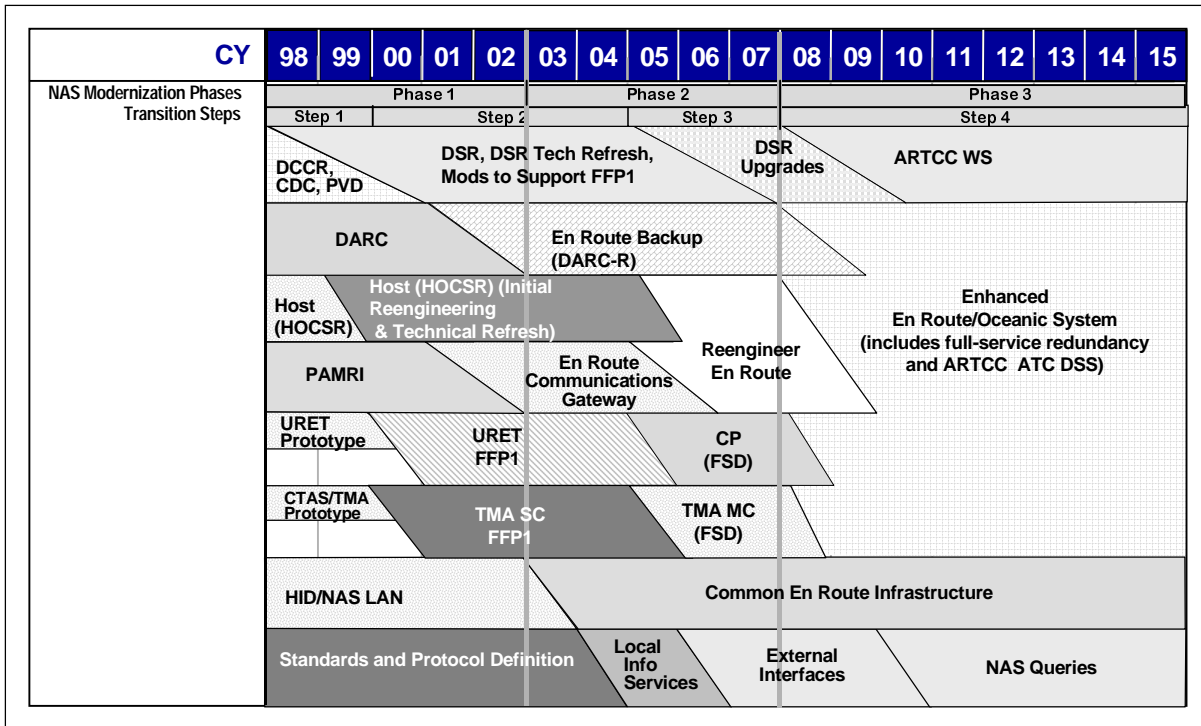 CY 98 99 00 01 02 03 04 05 06 07 08 09 10 11 12 13 14 15
NAS Modernization Phases
Phase 1 Phase 2 Phase 3
Transition Steps
Step 1 Step 2 Step 3 Step 4
DCCR,
CDC, PVD
DSR, DSR Tech Refresh,
Mods to Support FFP1
DSR
Upgrades
ARTCC WS
DARC
En Route Backup
(DARC-R)
Host
(HOCSR)
Host (HOCSR) (Initial
Reengineering
& Technical Refresh)
Reengineer
En Route
Enhanced
En Route/Oceanic System
(includes full-service redundancy
and ARTCC ATC DSS)
PAMRI
En Route
Communications
Gateway
URET
Prototype
URET
FFP1
CP
(FSD)
CTAS/TMA
Prototype
TMA SC
FFP1
TMA MC
(FSD)
HID/NAS LAN
Common En Route Infrastructure
Standards and Protocol Definition
Local
Info
Services
External
Interfaces
NAS Queries